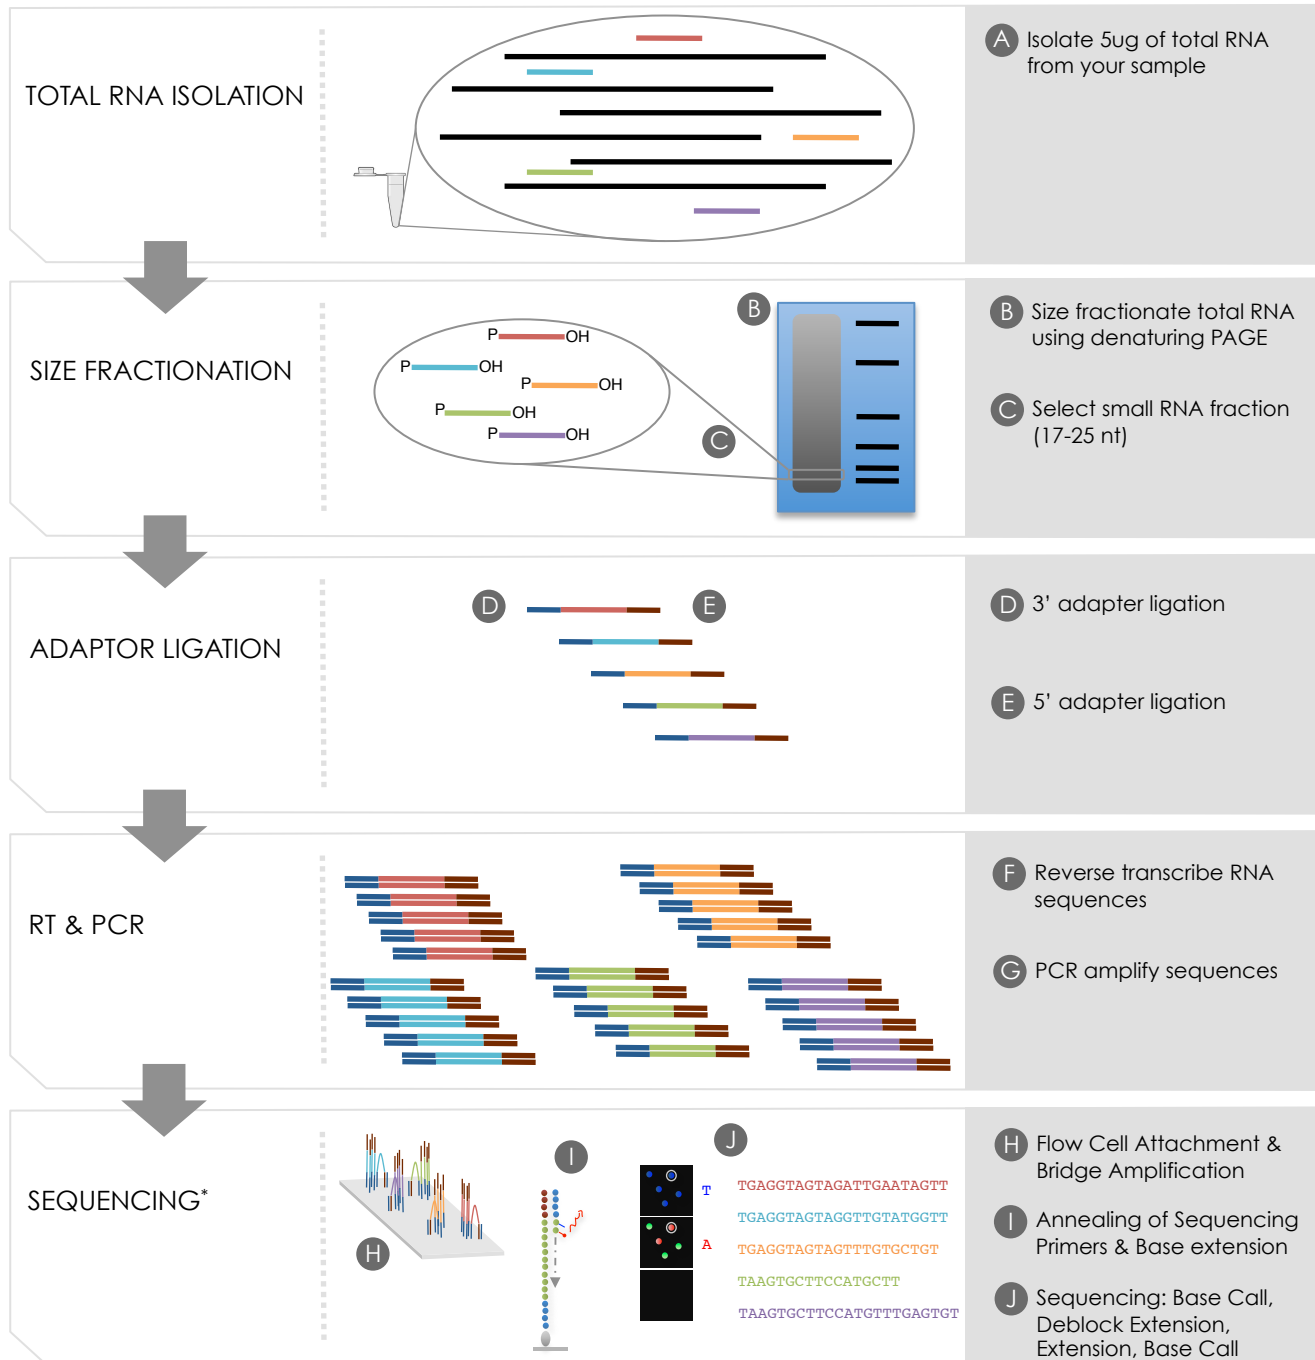 TOTAL RNA ISOLATION
A Isolate 5ug of total RNA
from your sample
SIZE FRACTIONATION
P OH
P OH
P OH
P OH
P OH
B
C
B Size fractionate total RNA
using denaturing PAGE
C Select small RNA fraction
(17-25 nt)
ADAPTOR LIGATION
D E
D 3’ adapter ligation
E 5’ adapter ligation
RT & PCR
F Reverse transcribe RNA
sequences
G PCR amplify sequences
SEQUENCING*
H
I
J
T
A
TGAGGTAGTAGATTGAATAGTT
TGAGGTAGTAGGTTGTATGGTT
TGAGGTAGTAGTTTGTGCTGT
TAAGTGCTTCCATGCTT
TAAGTGCTTCCATGTTTGAGTGT
H Flow Cell Attachment &
Bridge Amplification
I Annealing of Sequencing
Primers & Base extension
J Sequencing: Base Call,
Deblock Extension,
Extension, Base Call